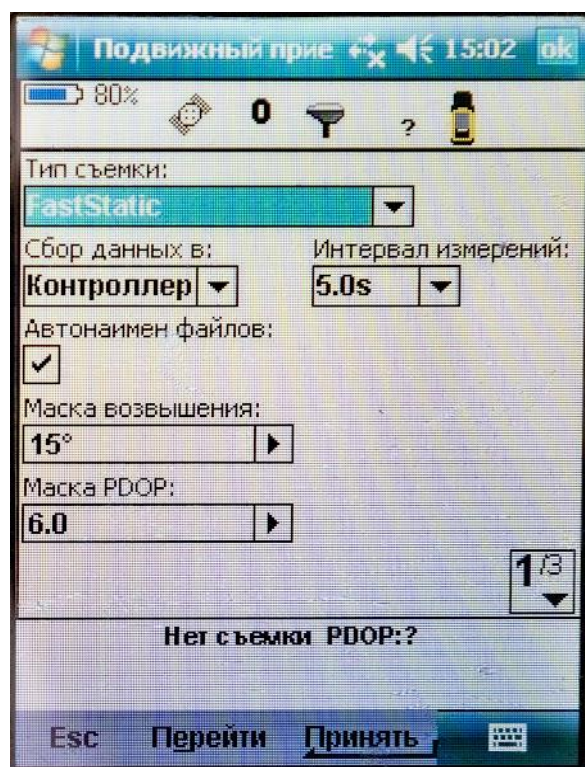 Подвижный прие 15:02 ok
80% 0 ?
Тип съемки:
FastStatic
Сбор данных в: Интервал измерений:
Контроллер 5.0s
Автонаимен файлов:
Маска возвышения:
15°
Маска PDOP:
6.0
1/3
Нет съемки PDOP:?
Esc Перейти Принять